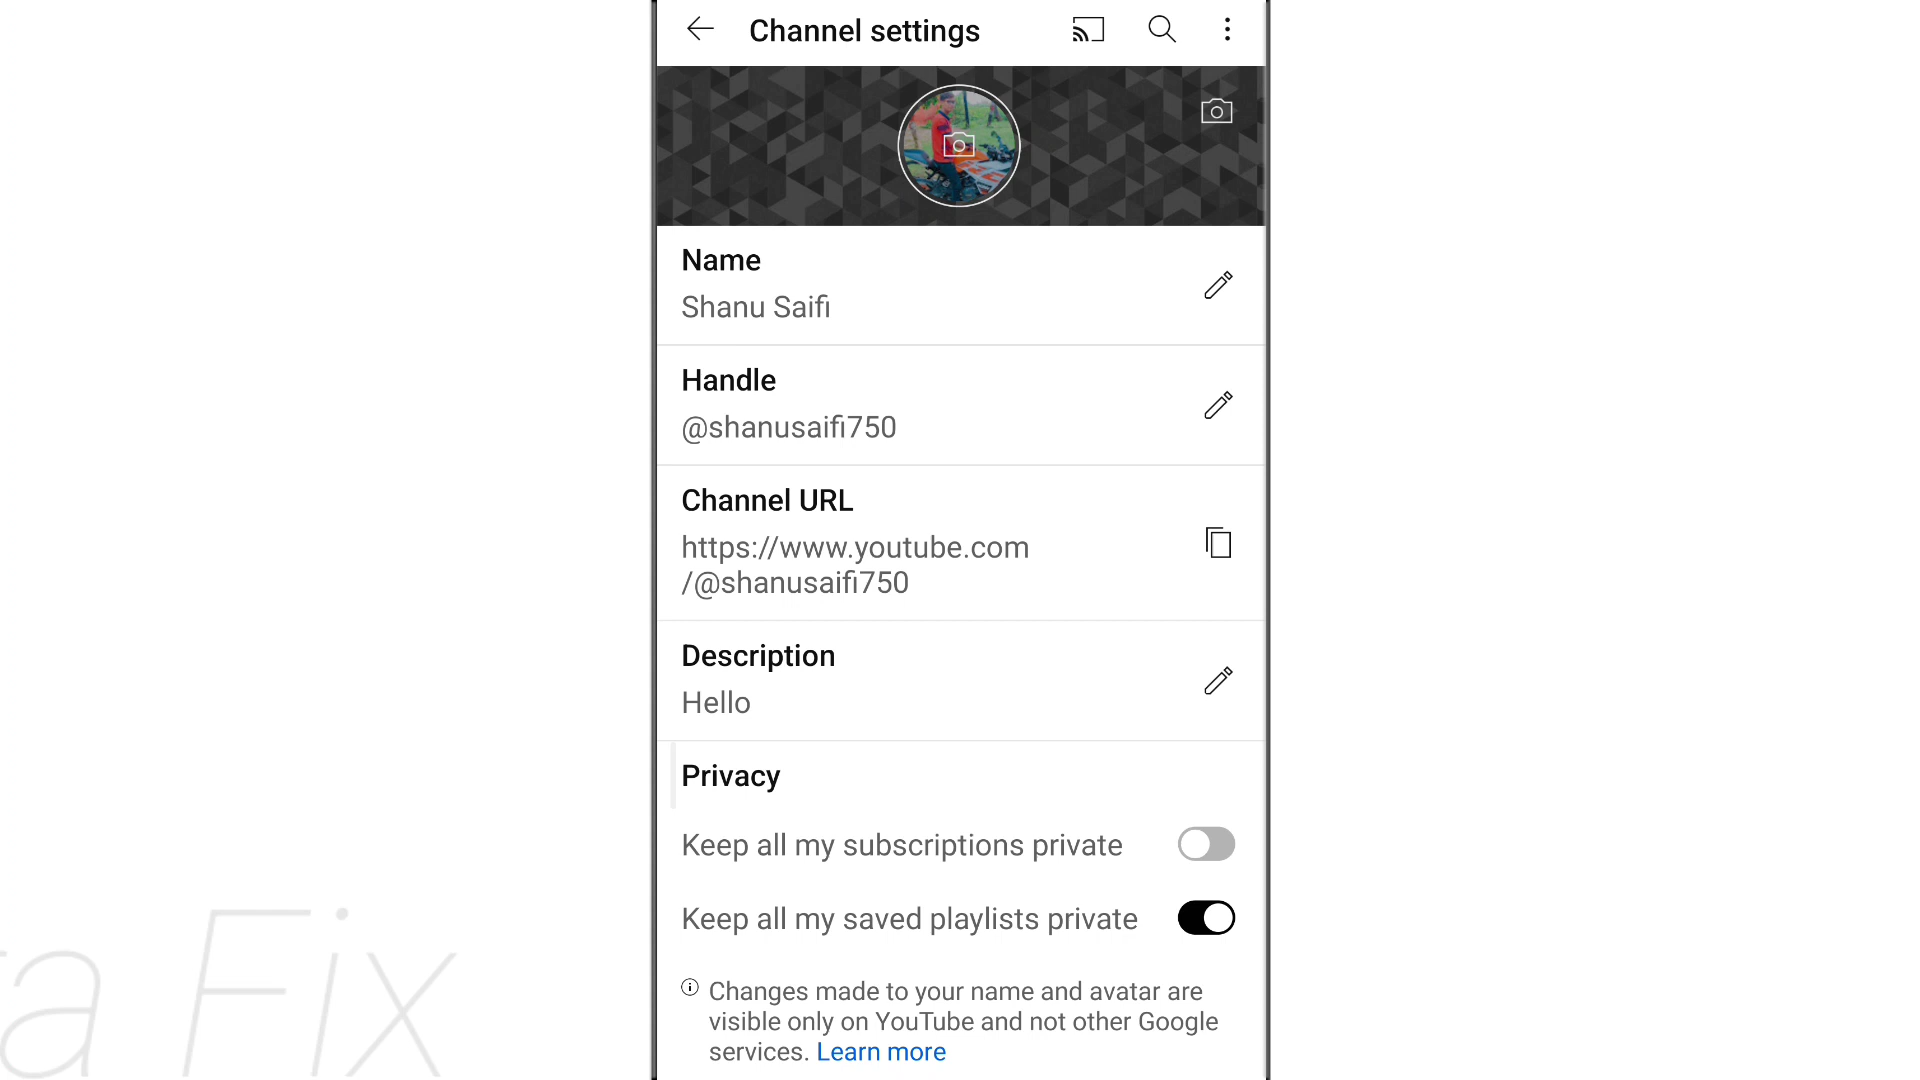 Channel settings
Name
Shanu Saifi
Handle
@shanusaifi750
Channel URL
https://www.youtube.com
/@shanusaifi750
Description
Hello
Privacy
Keep all my subscriptions private
Keep all my saved playlists private
Changes made to your name and avatar are
visible only on YouTube and not other Google
services. Learn more
a Fix